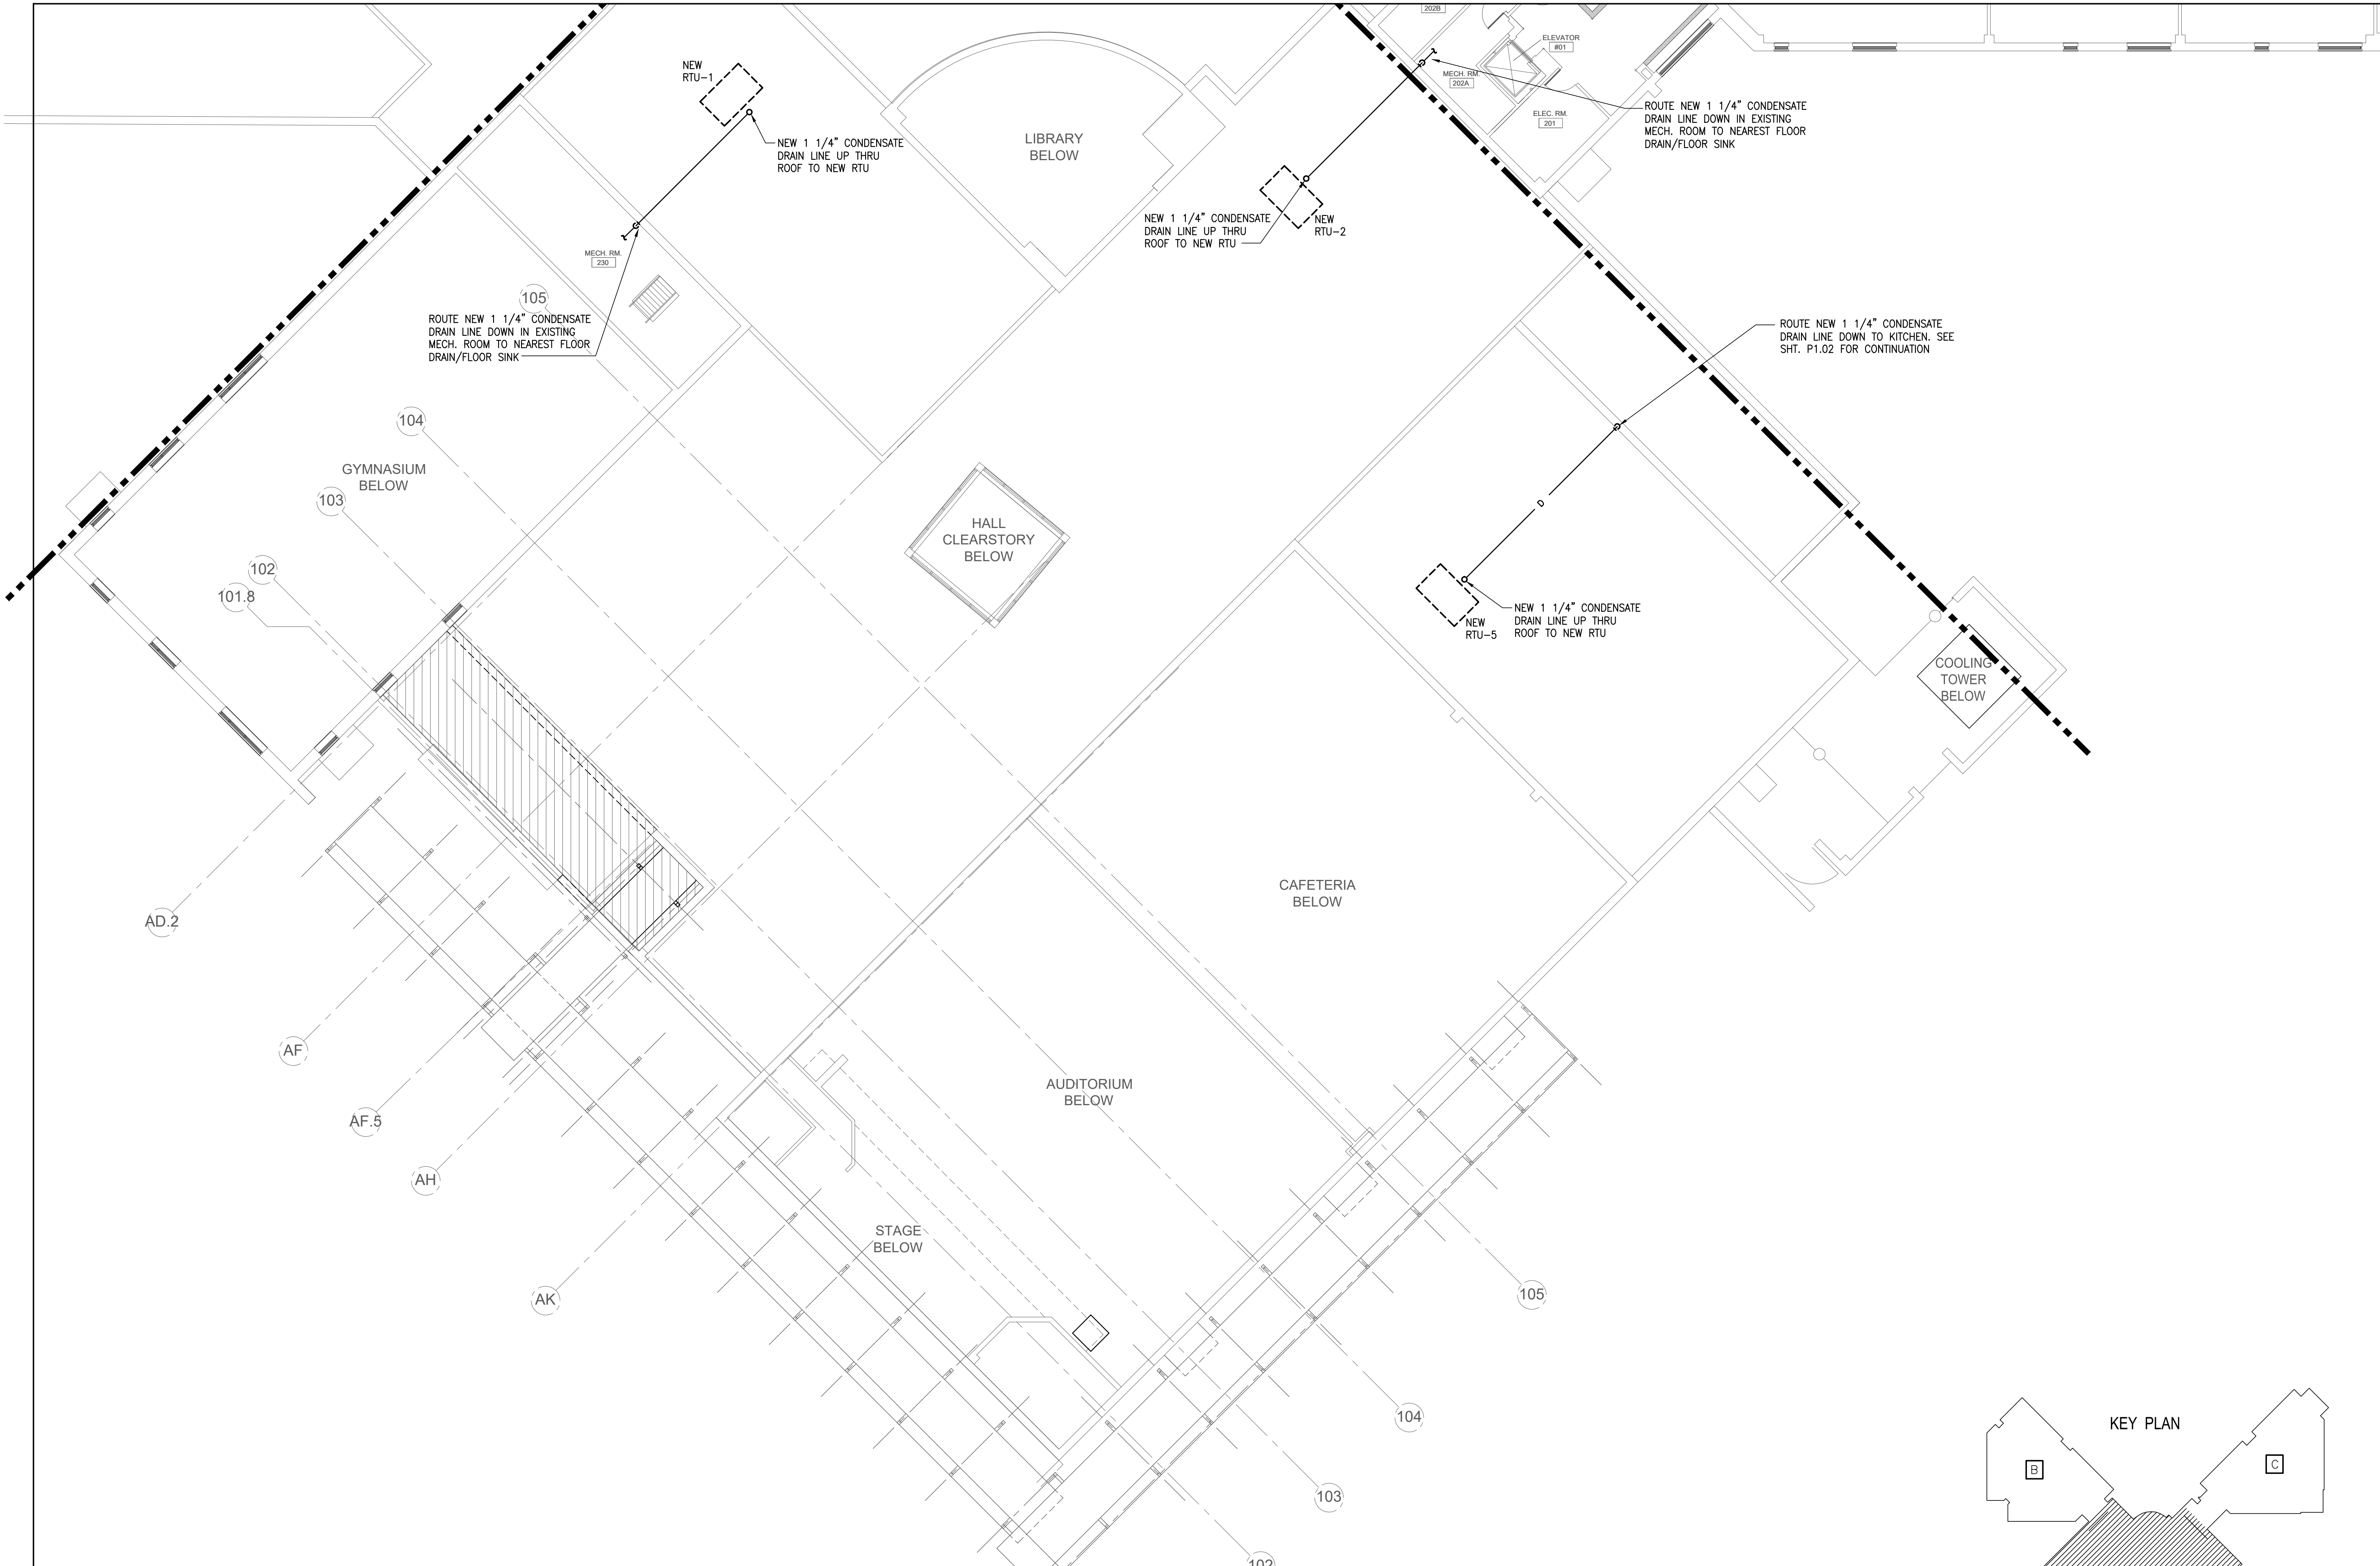 202B
ELEVATOR
#01
MECH. RM.
202A
ELEC. RM.
201
NEW
RTU-1
NEW 1 1/4" CONDENSATE
DRAIN LINE UP THRU
ROOF TO NEW RTU
LIBRARY
BELOW
ROUTE NEW 1 1/4" CONDENSATE
DRAIN LINE DOWN IN EXISTING
MECH. ROOM TO NEAREST FLOOR
DRAIN/FLOOR SINK
NEW 1 1/4" CONDENSATE
DRAIN LINE UP THRU
ROOF TO NEW RTU
NEW
RTU-2
MECH. RM.
230
105
ROUTE NEW 1 1/4" CONDENSATE
DRAIN LINE DOWN IN EXISTING
MECH. ROOM TO NEAREST FLOOR
DRAIN/FLOOR SINK
ROUTE NEW 1 1/4" CONDENSATE
DRAIN LINE DOWN TO KITCHEN. SEE
SHT. P1.02 FOR CONTINUATION
104
GYMNASIUM
BELOW
103
D
HALL
CLEARSTORY
BELOW
102
101.8
NEW
RTU-5
NEW 1 1/4" CONDENSATE
DRAIN LINE UP THRU
ROOF TO NEW RTU
COOLING
TOWER
BELOW
CAFETERIA
BELOW
AD.2
AF
AUDITORIUM
BELOW
AF.5
AH
STAGE
BELOW
AK
105
104
KEY PLAN
B
C
103
102